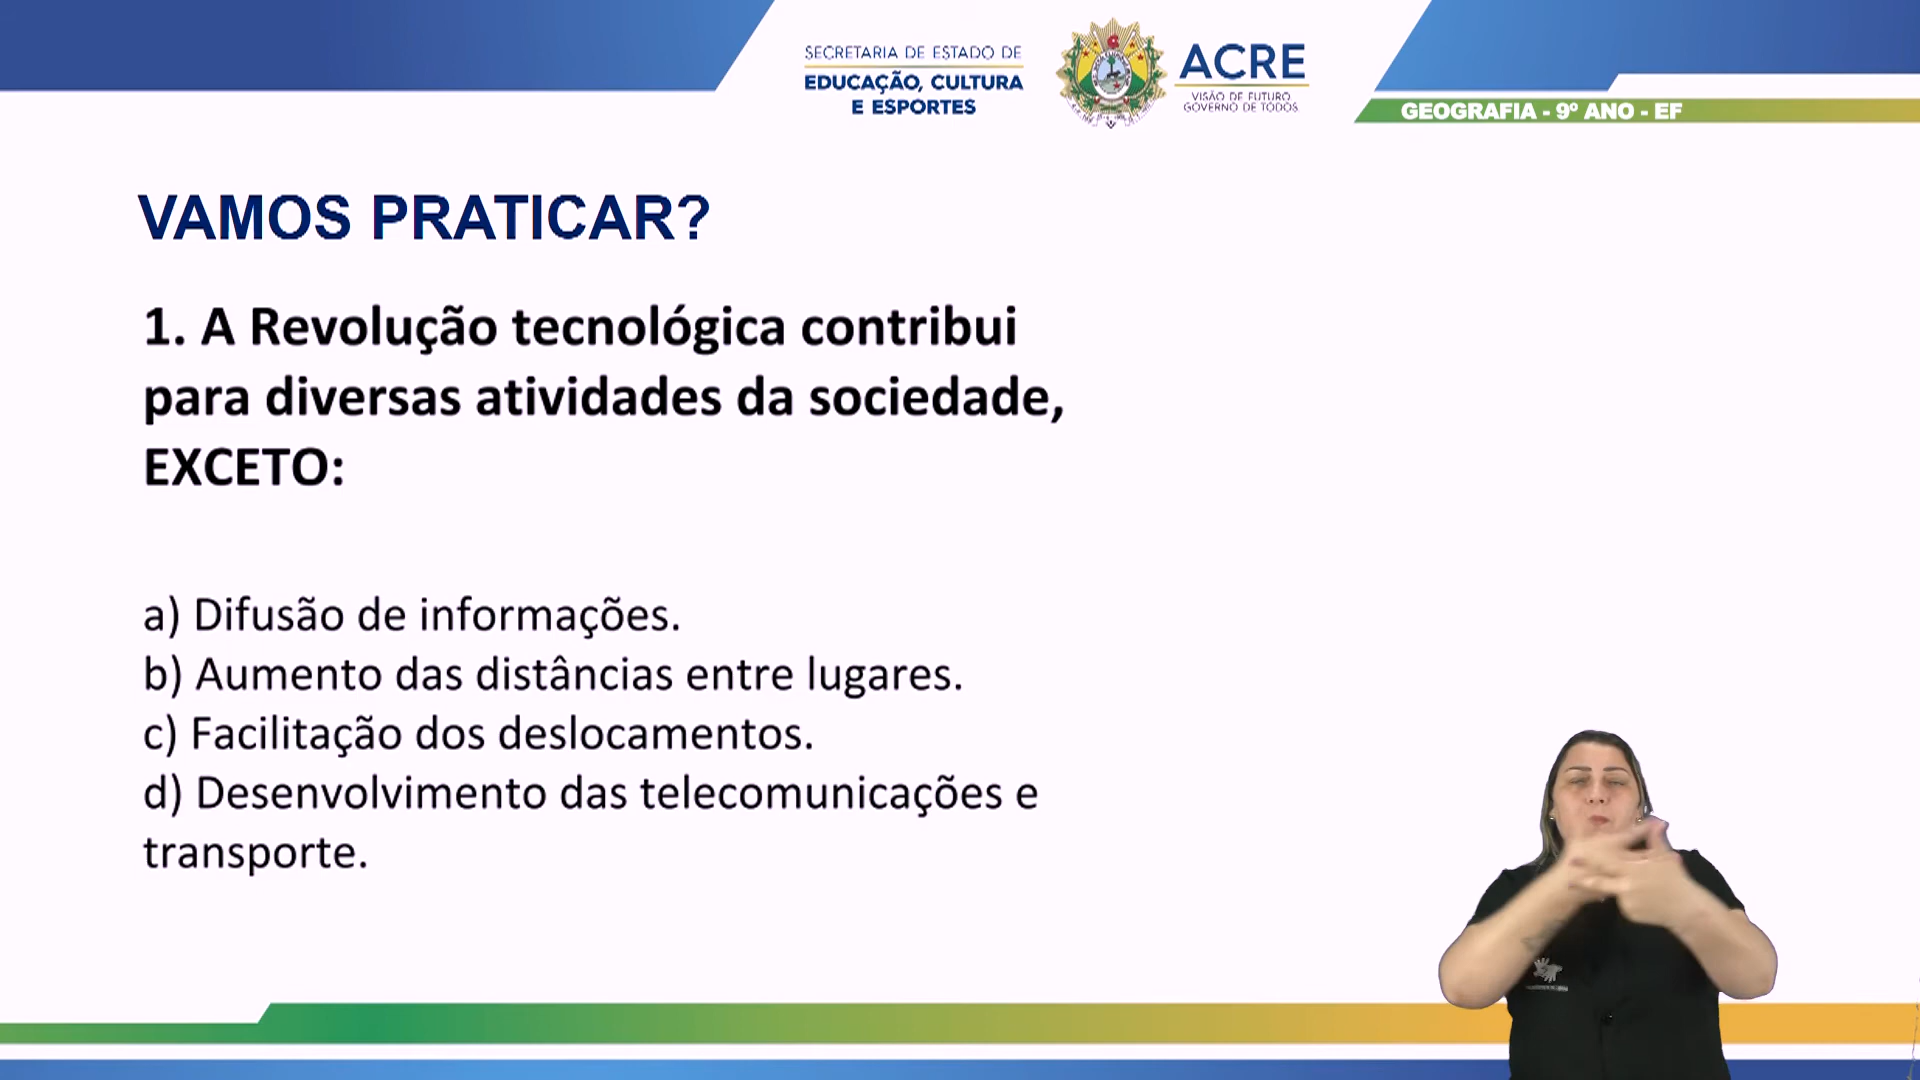 SECRETARIA DE ESTADO DE
EDUCAÇÃO, CULTURA
E ESPORTES
ACRE
VISÃO DE FUTURO
GOVERNO DE TODOS
GEOGRAFIA - 9º ANO - EF
VAMOS PRATICAR?
1. A Revolução tecnológica contribui
para diversas atividades da sociedade,
EXCETO:
a) Difusão de informações.
b) Aumento das distâncias entre lugares.
c) Facilitação dos deslocamentos.
d) Desenvolvimento das telecomunicações e
transporte.